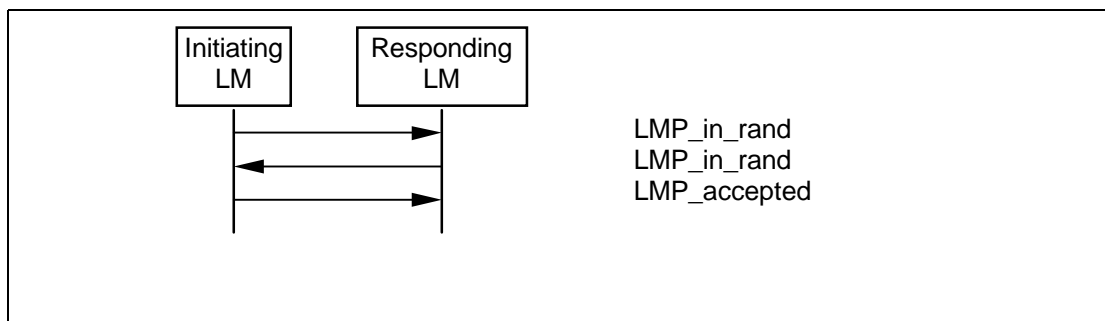 Initiating
LM
Responding
LM
LMP_in_rand
LMP_in_rand
LMP_accepted